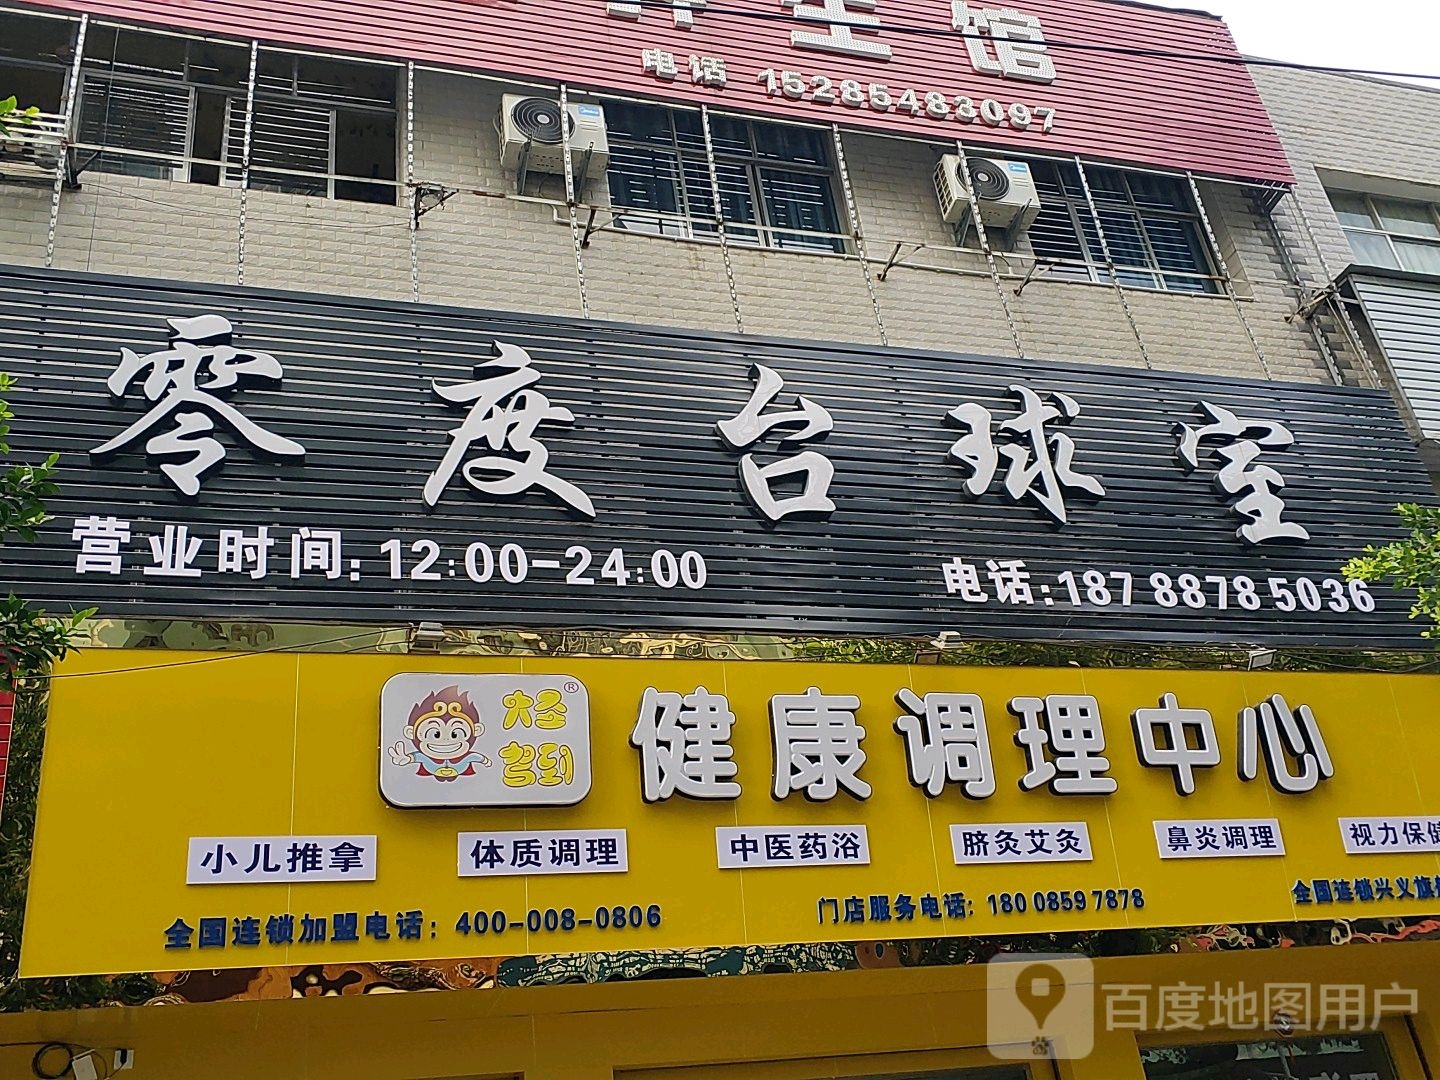 生馆
电话 15285483097
零度台球室
营业时间:12:00-24:00
电话:187 8878 5036
大圣®
驾到
健康调理中心
小儿推拿 体质调理 中医药浴 脐灸艾灸 鼻炎调理 视力保健
全国连锁加盟电话: 400-008-0806
门店服务电话: 180 0859 7878
全国连锁兴义旗
百度地图用户